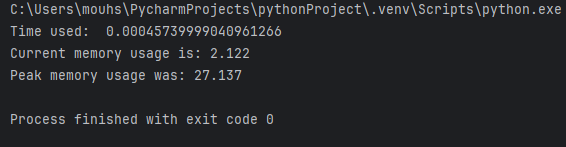 C:\Users\mouhs\PycharmProjects\pythonProject\.venv\Scripts\python.exe
Time used:  0.00045739999040961266
Current memory usage is: 2.122
Peak memory usage was: 27.137
Process finished with exit code 0